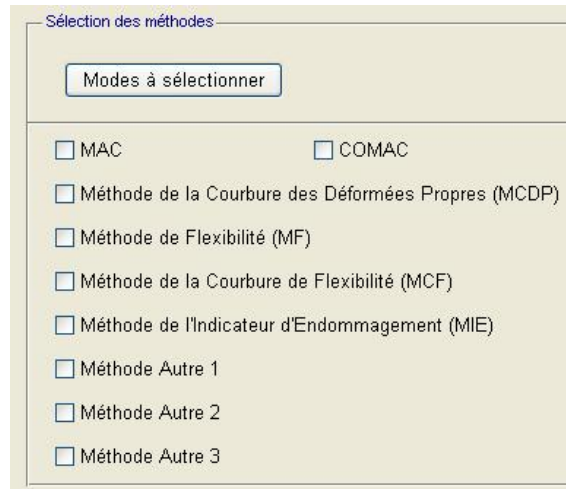 Sélection des méthodes
Modes à sélectionner
MAC COMAC
Méthode de la Courbure des Déformées Propres (MCDP)
Méthode de Flexibilité (MF)
Méthode de la Courbure de Flexibilité (MCF)
Méthode de l'Indicateur d'Endommagement (MIE)
Méthode Autre 1
Méthode Autre 2
Méthode Autre 3